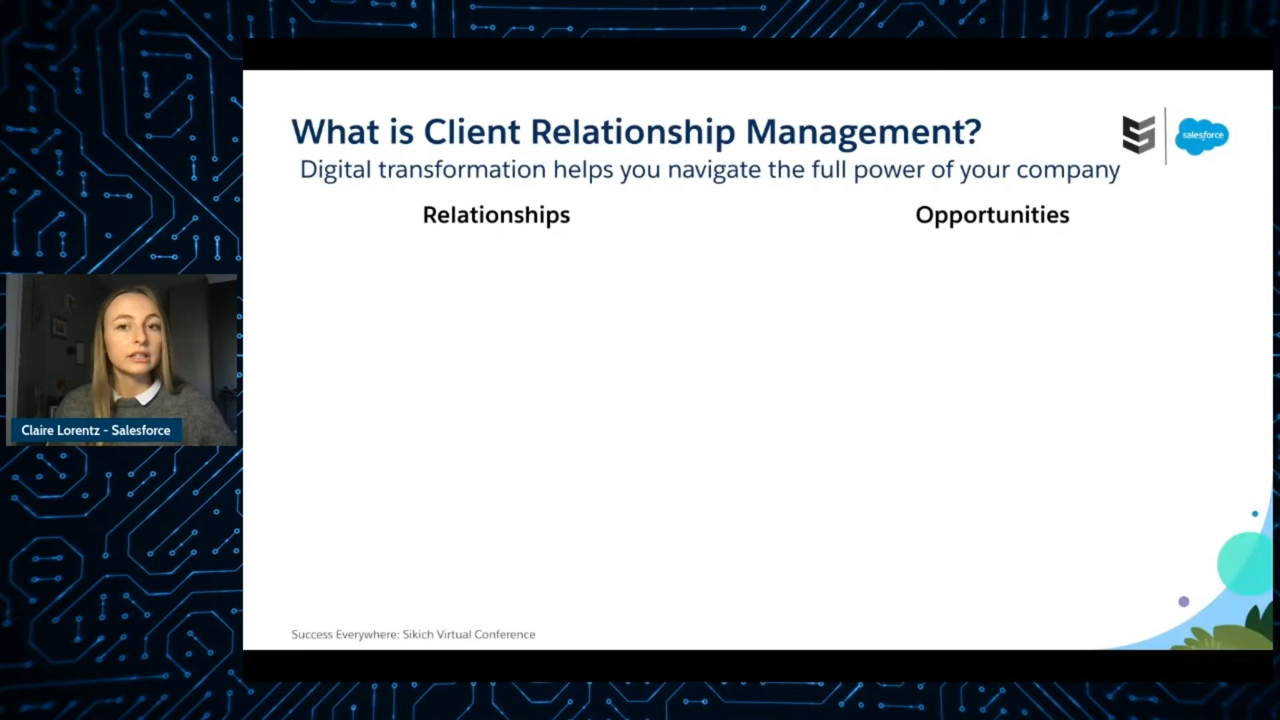 What is Client Relationship Management?
salesforce
Digital transformation helps you navigate the full power of your company
Relationships
Opportunities
Claire Lorentz - Salesforce
Success Everywhere: Sikich Virtual Conference